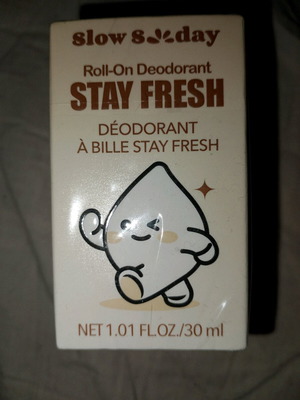 slow sunday
Roll-On Deodorant
STAY FRESH
DÉODORANT
À BILLE STAY FRESH
NET 1.01 FL.OZ./30 ml